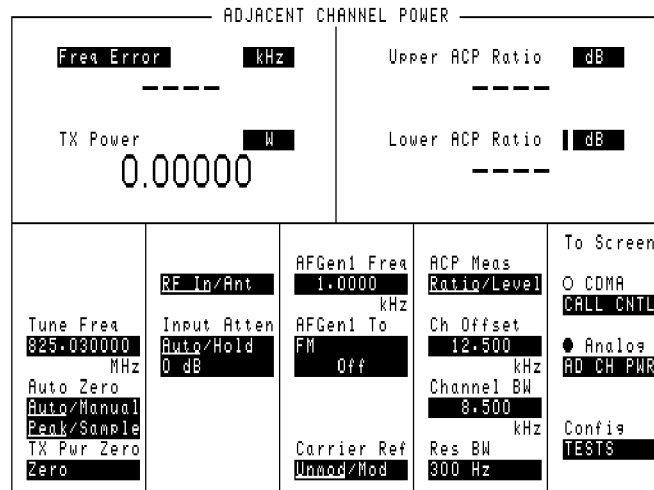 ADJACENT CHANNEL POWER
Freq Error kHz
----
TX Power W
0.00000
Upper ACP Ratio dB
----
Lower ACP Ratio dB
----
Tune Freq
825.030000
MHz
Auto Zero
Auto/Manual
Peak/Sample
TX Pwr Zero
Zero
RF In/Ant
Input Atten
Auto/Hold
0 dB
AFGen1 Freq
1.0000
kHz
AFGen1 To
FM
Off
Carrier Ref
Unmod/Mod
ACP Meas
Ratio/Level
Ch Offset
12.500
kHz
Channel BW
8.500
kHz
Res BW
300 Hz
To Screen
CDMA
CALL CNTL
Analog
AD CH PWR
Config
TESTS